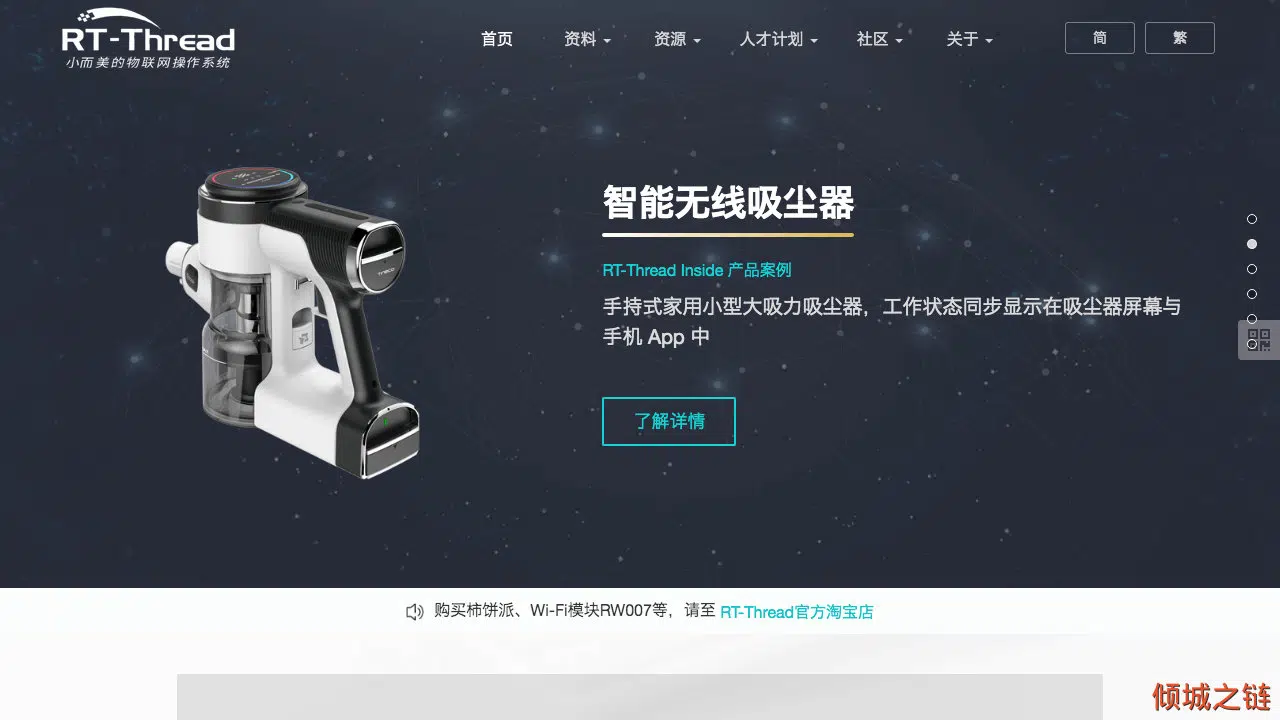 RT-Thread
小而美的物联网操作系统
首页
资料
资源
人才计划
社区
关于
简
繁
智能无线吸尘器
RT-Thread Inside 产品案例
手持式家用小型大吸力吸尘器，工作状态同步显示在吸尘器屏幕与
手机 App 中
了解详情
购买柿饼派、Wi-Fi模块RW007等，请至 RT-Thread官方淘宝店
倾城之链